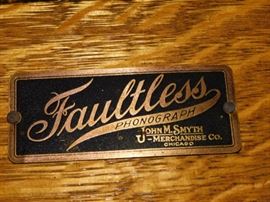 Faultless
PHONOGRAPH
JOHN M. SMYTH
MERCHANDISE CO.
CHICAGO